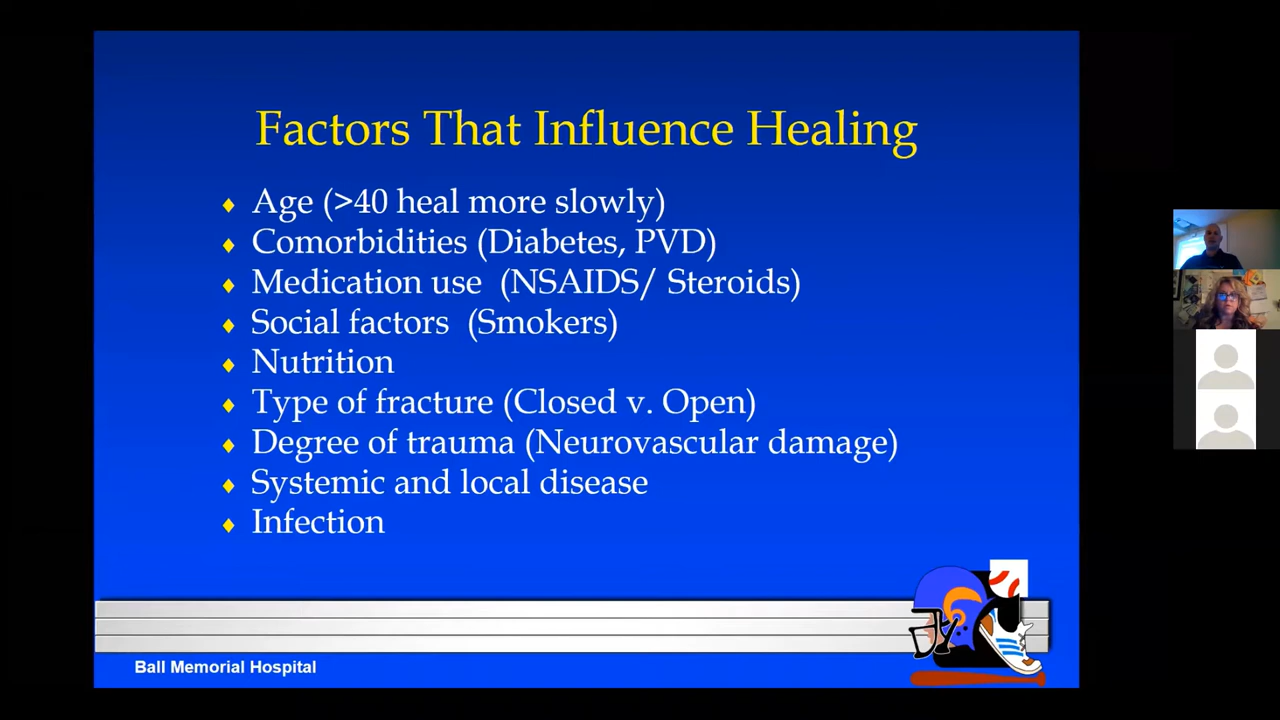 Factors That Influence Healing
Age (>40 heal more slowly)
Comorbidities (Diabetes, PVD)
Medication use (NSAIDS/ Steroids)
Social factors (Smokers)
Nutrition
Type of fracture (Closed v. Open)
Degree of trauma (Neurovascular damage)
Systemic and local disease
Infection
Ball Memorial Hospital